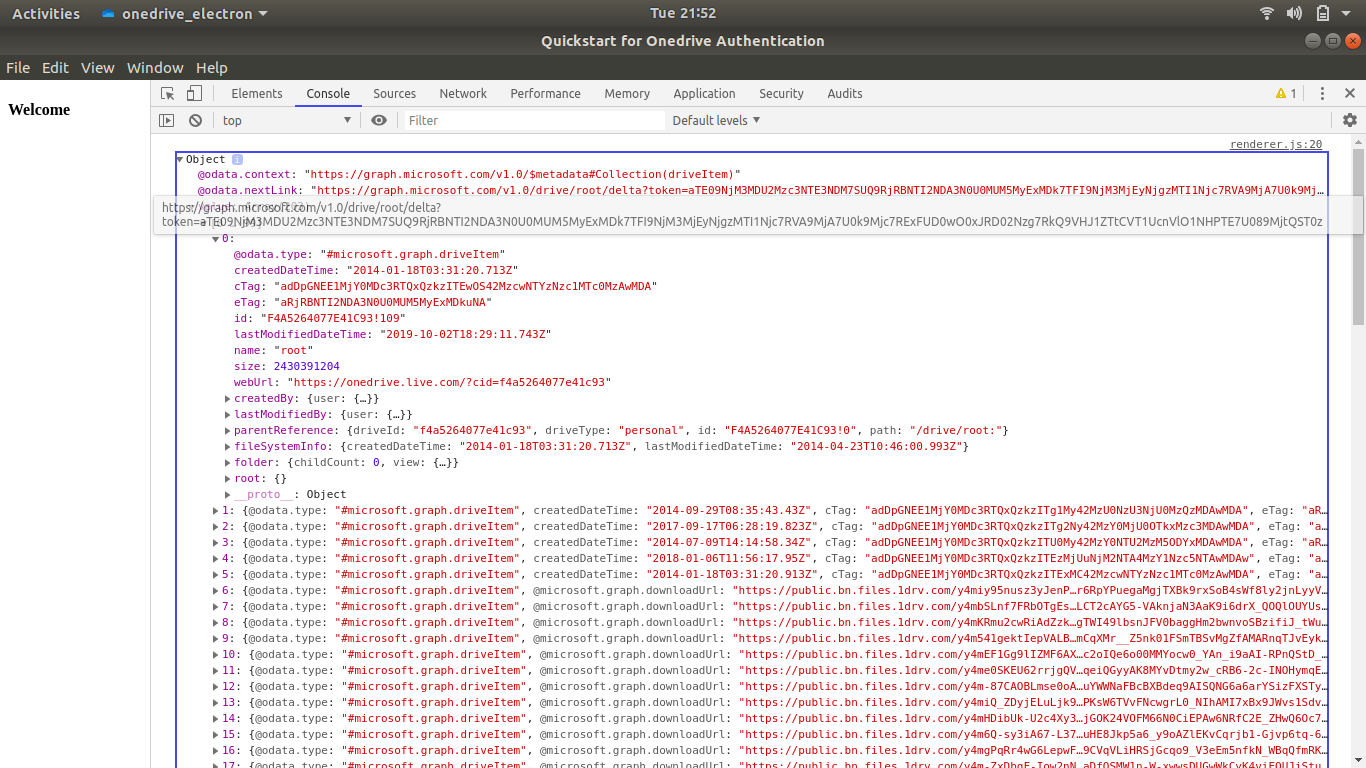 Activities onedrive_electron Tue 21:52
Quickstart for Onedrive Authentication
File Edit View Window Help
Welcome
Elements Console Sources Network Performance Memory Application Security Audits 1
top Filter Default levels
renderer.js:20
Object i
@odata.context: "https://graph.microsoft.com/v1.0/$metadata#Collection(driveItem)"
@odata.nextLink: "https://graph.microsoft.com/v1.0/drive/root/delta?token=aTE09NjM3MDU2Mzc3NTE3NDM7SUQ9RjRBNTI2NDA3N0U0MUM5MyExMDk7TFI9NjM3MjEyNjgzMTI1Njc7RVA9MjA7U0k9Mj…
https://graph.microsoft.com/v1.0/drive/root/delta?
token=aTE09NjM3MDU2Mzc3NTE3NDM7SUQ9RjRBNTI2NDA3N0U0MUM5MyExMDk7TFI9NjM3MjEyNjgzMTI1Njc7RVA9MjA7U0k9Mjc7RExFUD0wO0xJRD02Nzg7RkQ9VHJ1ZTtCVT1UcnVlO1NHPTE7U089MjtQST0z
0:
@odata.type: "#microsoft.graph.driveItem"
createdDateTime: "2014-01-18T03:31:20.713Z"
cTag: "adDpGNEE1MjY0MDc3RTQxQzkzITEwOS42MzcwNTYzNzc1MTc0MzAwMDA"
eTag: "aRjRBNTI2NDA3N0U0MUM5MyExMDkuNA"
id: "F4A5264077E41C93!109"
lastModifiedDateTime: "2019-10-02T18:29:11.743Z"
name: "root"
size: 2430391204
webUrl: "https://onedrive.live.com/?cid=f4a5264077e41c93"
createdBy: {user: {…}}
lastModifiedBy: {user: {…}}
parentReference: {driveId: "f4a5264077e41c93", driveType: "personal", id: "F4A5264077E41C93!0", path: "/drive/root:"}
fileSystemInfo: {createdDateTime: "2014-01-18T03:31:20.713Z", lastModifiedDateTime: "2014-04-23T10:46:00.993Z"}
folder: {childCount: 0, view: {…}}
root: {}
__proto__: Object
1: {@odata.type: "#microsoft.graph.driveItem", createdDateTime: "2014-09-29T08:35:43.43Z", cTag: "adDpGNEE1MjY0MDc3RTQxQzkzITg1My42MzU0NzU3NjU0MzQzMDAwMDA", eTag: "aR…
2: {@odata.type: "#microsoft.graph.driveItem", createdDateTime: "2017-09-17T06:28:19.823Z", cTag: "adDpGNEE1MjY0MDc3RTQxQzkzITg2Ny42MzY0MjU0OTkxMzc3MDAwMDA", eTag: "a…
3: {@odata.type: "#microsoft.graph.driveItem", createdDateTime: "2014-07-09T14:14:58.34Z", cTag: "adDpGNEE1MjY0MDc3RTQxQzkzITU0My42MzY0NTU2MzM5ODYxMDAwMDA", eTag: "aR…
4: {@odata.type: "#microsoft.graph.driveItem", createdDateTime: "2018-01-06T11:56:17.95Z", cTag: "adDpGNEE1MjY0MDc3RTQxQzkzITEzMjUuNjM2NTA4MzY1Nzc5NTAwMDAw", eTag: "a…
5: {@odata.type: "#microsoft.graph.driveItem", createdDateTime: "2014-01-18T03:31:20.913Z", cTag: "adDpGNEE1MjY0MDc3RTQxQzkzITExMC42MzcwNTYzNzc1MTc0MzAwMDA", eTag: "a…
6: {@odata.type: "#microsoft.graph.driveItem", @microsoft.graph.downloadUrl: "https://public.bn.files.1drv.com/y4miy95nusz3yJenP…r6RpYPuegaMgjTXBk9rxSoB4sWf8ly2jnLyyV…
7: {@odata.type: "#microsoft.graph.driveItem", @microsoft.graph.downloadUrl: "https://public.bn.files.1drv.com/y4mbSLnf7FRbOTgEs…LCT2cAYG5-VAknjaN3AaK9i6drX_QOQlOUYUs…
8: {@odata.type: "#microsoft.graph.driveItem", @microsoft.graph.downloadUrl: "https://public.bn.files.1drv.com/y4mKRmu2cwRiAdZzk…gTWI49lbsnJFV0baggHm2bwnvoSBzifiJ_tWu…
9: {@odata.type: "#microsoft.graph.driveItem", @microsoft.graph.downloadUrl: "https://public.bn.files.1drv.com/y4m541gektIepVALB…mCqXMr__Z5nk01FSmTBSvMgZfAMARnqTJvEyk…
10: {@odata.type: "#microsoft.graph.driveItem", @microsoft.graph.downloadUrl: "https://public.bn.files.1drv.com/y4mEF1Gg9lIZMF6AX…c2oIQeGo00MMYocw0_YAn_i9aAI-RPnQStD_…
11: {@odata.type: "#microsoft.graph.driveItem", @microsoft.graph.downloadUrl: "https://public.bn.files.1drv.com/y4me0SKEU62rrjgQV…qeiQGyyAK8MYvDtmy2w_cRB6-2c-INOHymqE…
12: {@odata.type: "#microsoft.graph.driveItem", @microsoft.graph.downloadUrl: "https://public.bn.files.1drv.com/y4m-87CAOBLmse0oA…uYWWNaFBcBXBdeq9AISQNG6a6arYSizFXSTy…
13: {@odata.type: "#microsoft.graph.driveItem", @microsoft.graph.downloadUrl: "https://public.bn.files.1drv.com/y4miQ_ZDyjELuLjk9…PKsW6TVvFNcwgrL0_NIhAMI7xBx9JWvs1Sdv…
14: {@odata.type: "#microsoft.graph.driveItem", @microsoft.graph.downloadUrl: "https://public.bn.files.1drv.com/y4mHDibUk-U2c4Xy3…jGOK24VOFM66N0CiEPAw6NRfC2E_ZHwQ6Oc7…
15: {@odata.type: "#microsoft.graph.driveItem", @microsoft.graph.downloadUrl: "https://public.bn.files.1drv.com/y4m6Q-sy3iA67-L37…uHE8Jkp5a6_y9oAZlEKvCqrjb1-Gjvp6tq-6…
16: {@odata.type: "#microsoft.graph.driveItem", @microsoft.graph.downloadUrl: "https://public.bn.files.1drv.com/y4mgPqRr4wG6LepwF…9CVqVLiHRSjGcqo9_V3eEm5nfkN_WBqQfmRK…
17: {@odata.type: "#microsoft.graph.driveItem", @microsoft.graph.downloadUrl: